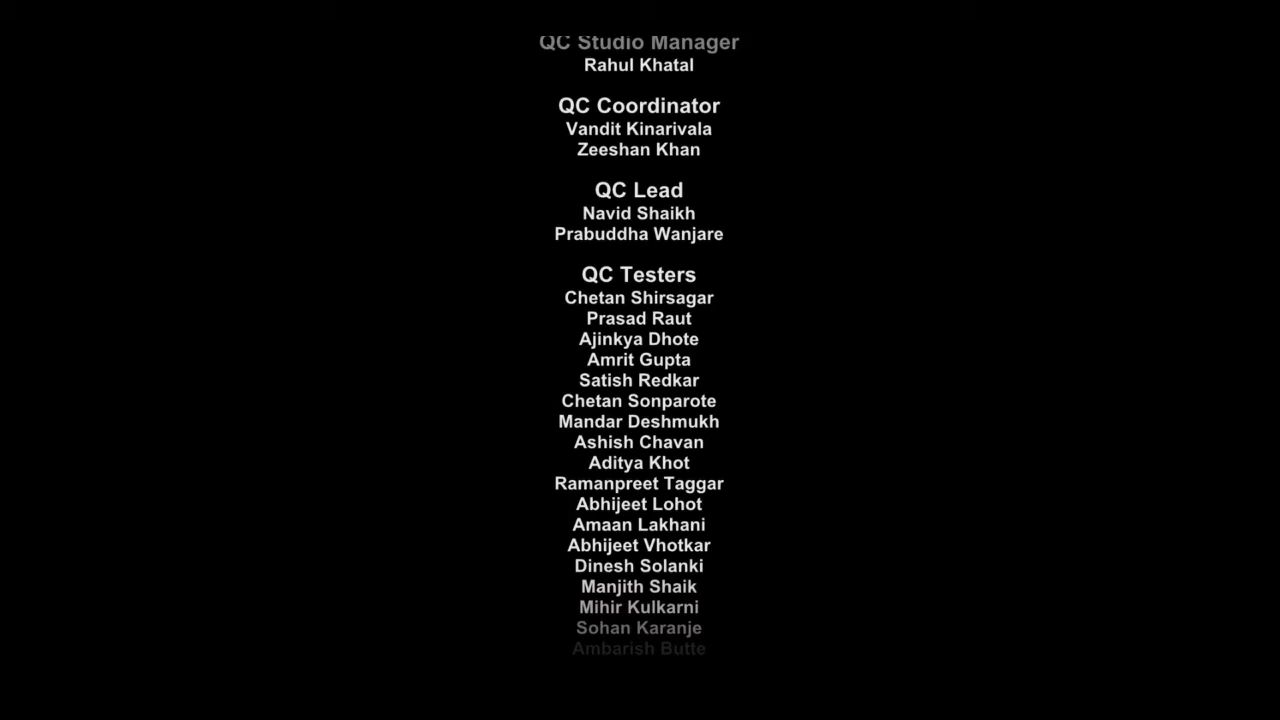 QC Studio Manager
Rahul Khatal
QC Coordinator
Vandit Kinarivala
Zeeshan Khan
QC Lead
Navid Shaikh
Prabuddha Wanjare
QC Testers
Chetan Shirsagar
Prasad Raut
Ajinkya Dhote
Amrit Gupta
Satish Redkar
Chetan Sonparote
Mandar Deshmukh
Ashish Chavan
Aditya Khot
Ramanpreet Taggar
Abhijeet Lohot
Amaan Lakhani
Abhijeet Vhotkar
Dinesh Solanki
Manjith Shaik
Mihir Kulkarni
Sohan Karanje
Ambarish Butte